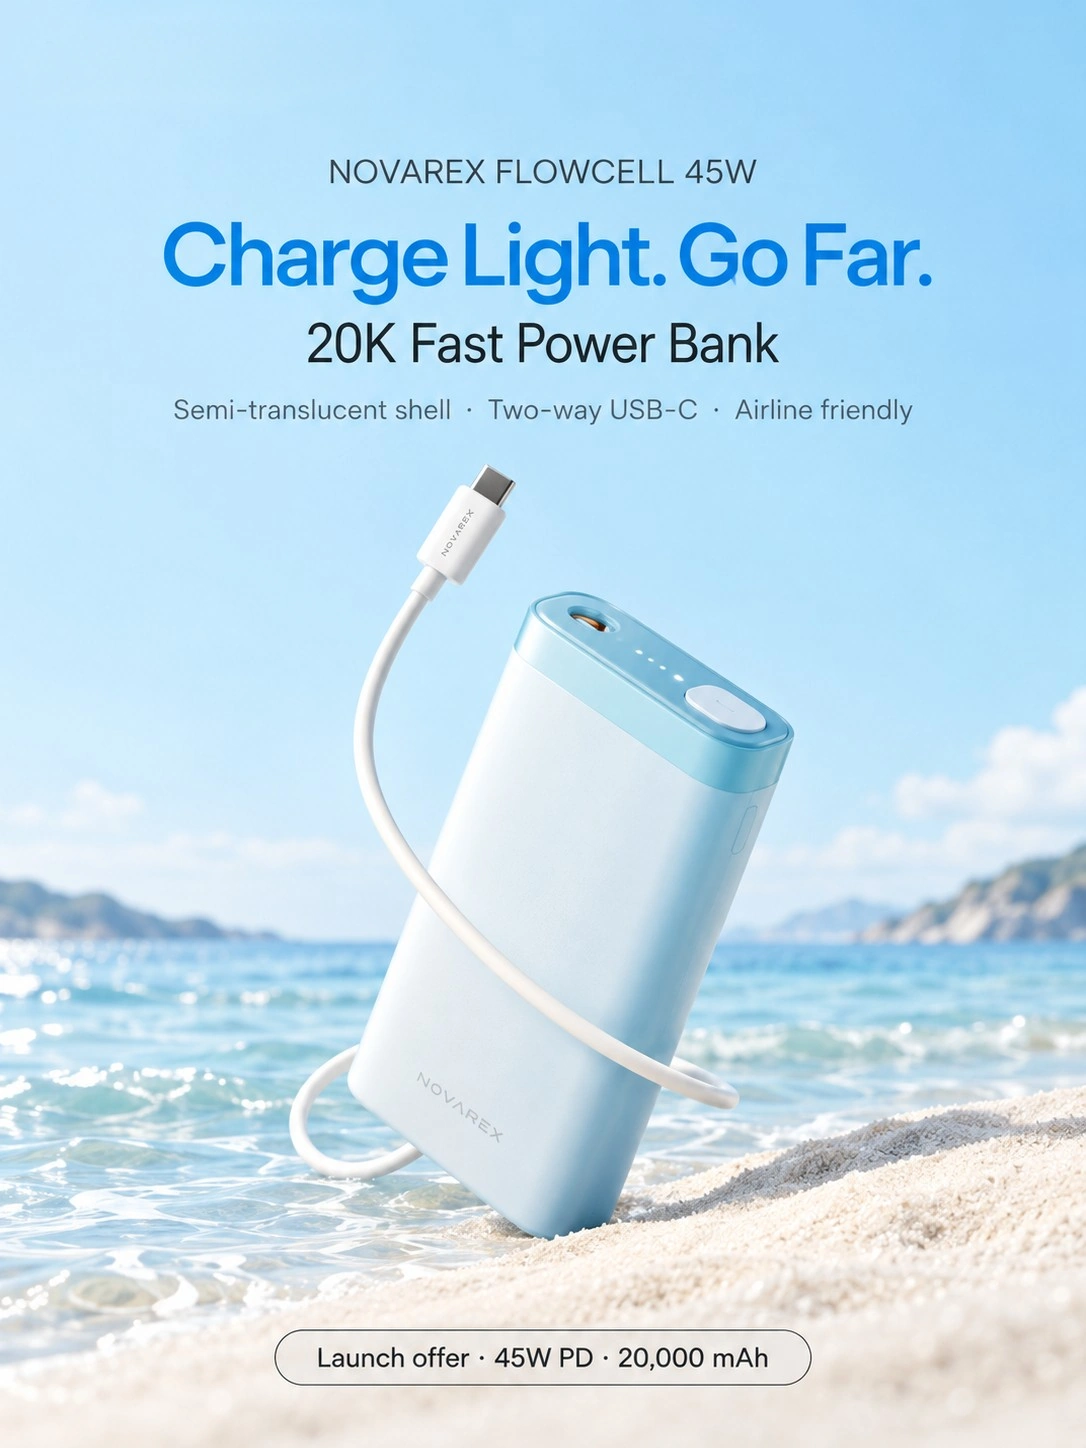 NOVAREX FLOWCELL 45W
Charge Light. Go Far.
20K Fast Power Bank
Semi-translucent shell · Two-way USB-C · Airline friendly
NOVAREX
NOVAREX
Launch offer · 45W PD · 20,000 mAh